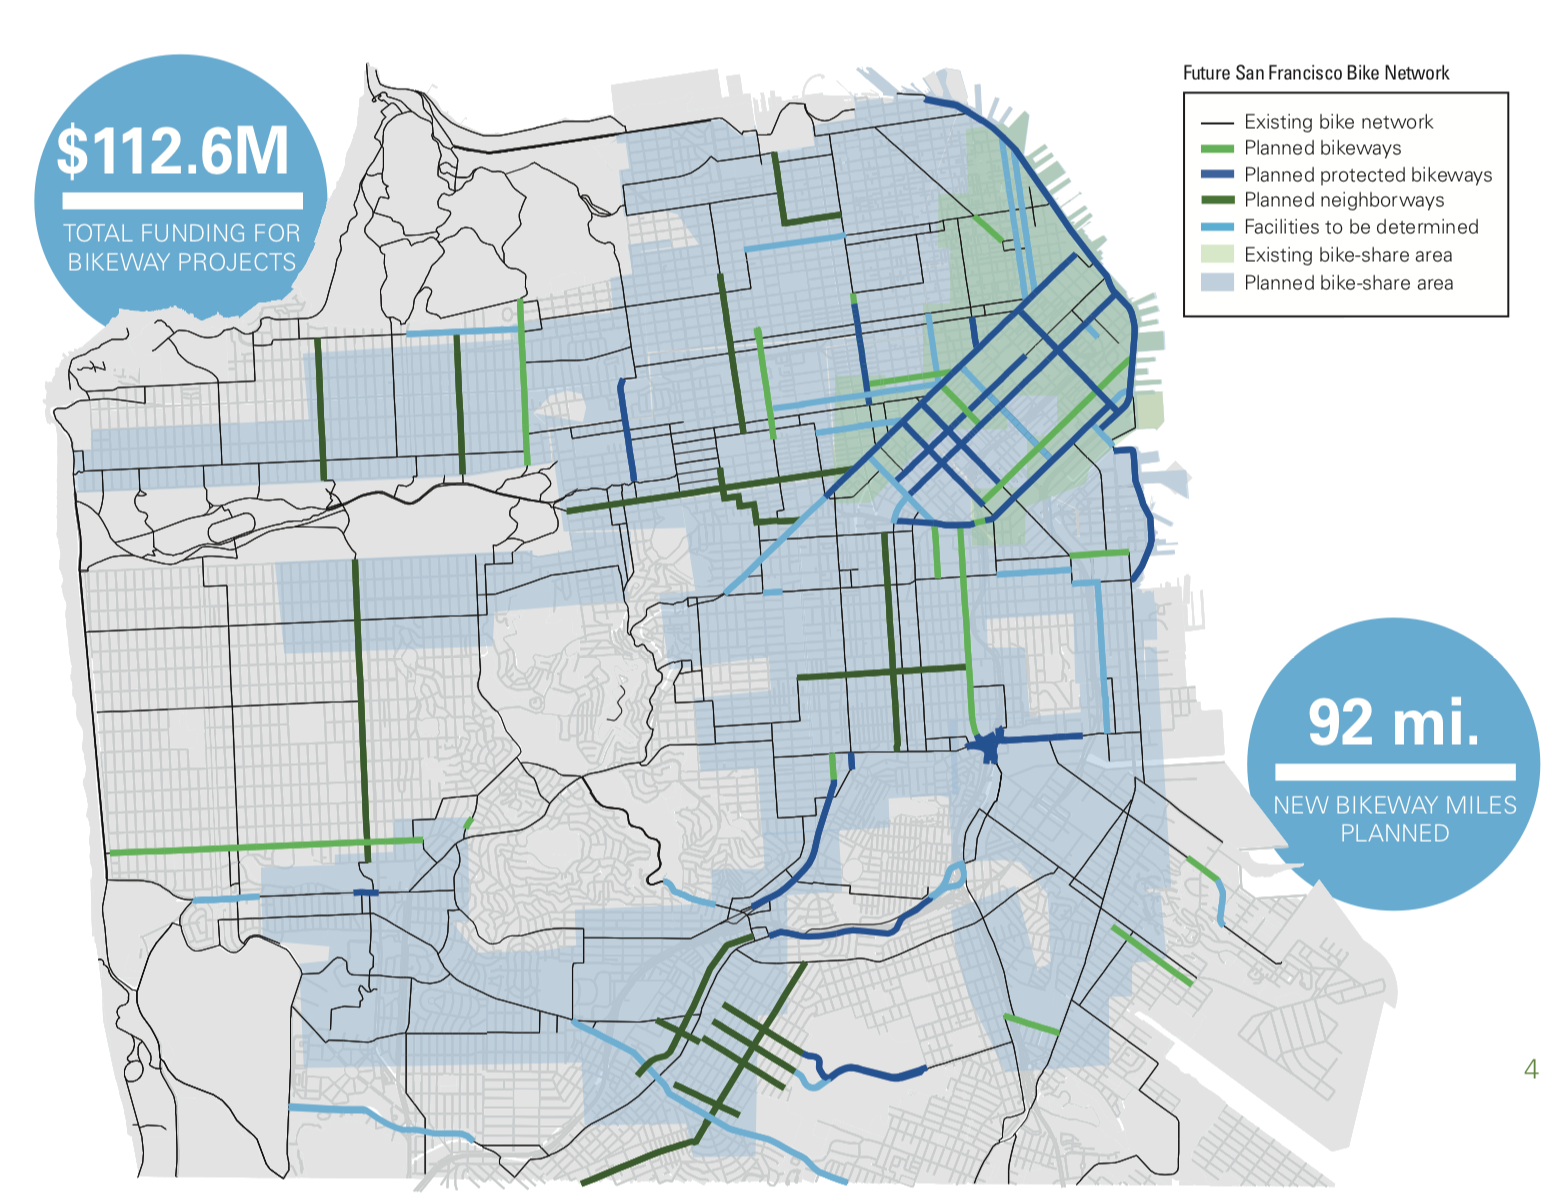 $112.6M
TOTAL FUNDING FOR
BIKEWAY PROJECTS
Future San Francisco Bike Network
Existing bike network
Planned bikeways
Planned protected bikeways
Planned neighborways
Facilities to be determined
Existing bike-share area
Planned bike-share area
92 mi.
NEW BIKEWAY MILES
PLANNED
4